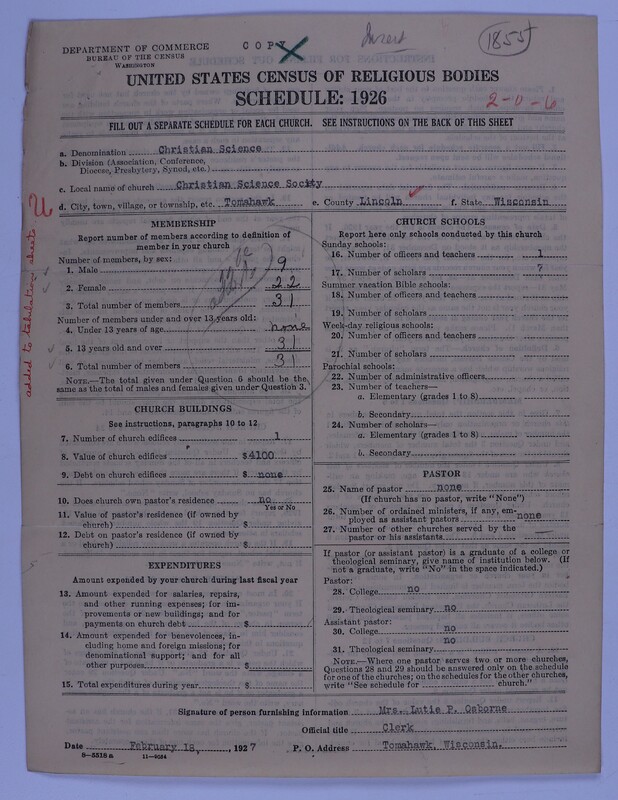 DEPARTMENT OF COMMERCE
BUREAU OF THE CENSUS
WASHINGTON
COPY
Insert
1855
UNITED STATES CENSUS OF RELIGIOUS BODIES
SCHEDULE: 1926
2-0-6
FILL OUT A SEPARATE SCHEDULE FOR EACH CHURCH. SEE INSTRUCTIONS ON THE BACK OF THIS SHEET
a. Denomination Christian Science
b. Division (Association, Conference,
Diocese, Presbytery, Synod, etc.)
c. Local name of church Christian Science Society
d. City, town, village, or township, etc. Tomahawk e. County Lincoln f. State Wisconsin
added to tabulation sheets
MEMBERSHIP
Report number of members according to definition of
member in your church
Number of members, by sex:
1. Male 9
2. Female 22
3. Total number of members 31
Number of members under and over 13 years old:
4. Under 13 years of age none
5. 13 years old and over 31
6. Total number of members 31
NOTE.—The total given under Question 6 should be the
same as the total of males and females given under Question 3.
CHURCH BUILDINGS
See instructions, paragraphs 10 to 12
7. Number of church edifices 1
8. Value of church edifices $4100
9. Debt on church edifices $ none
10. Does church own pastor's residence no
Yes or No
11. Value of pastor's residence (if owned by
church) $
12. Debt on pastor's residence (if owned by
church) $
EXPENDITURES
Amount expended by your church during last fiscal year
13. Amount expended for salaries, repairs,
and other running expenses; for im-
provements or new buildings; and for
payments on church debt $
14. Amount expended for benevolences, in-
cluding home and foreign missions; for
denominational support; and for all
other purposes $
15. Total expenditures during year $
CHURCH SCHOOLS
Report here only schools conducted by this church
Sunday schools:
16. Number of officers and teachers 1
17. Number of scholars 7
Summer vacation Bible schools:
18. Number of officers and teachers
19. Number of scholars
Week-day religious schools:
20. Number of officers and teachers
21. Number of scholars
Parochial schools:
22. Number of administrative officers
23. Number of teachers—
a. Elementary (grades 1 to 8)
b. Secondary
24. Number of scholars—
a. Elementary (grades 1 to 8)
b. Secondary
PASTOR
25. Name of pastor none
(If church has no pastor, write "None")
26. Number of ordained ministers, if any, em-
ployed as assistant pastors none
27. Number of other churches served by the
pastor or his assistants
If pastor (or assistant pastor) is a graduate of a college or
theological seminary, give name of institution below. (If
not a graduate, write "No" in the space indicated.)
Pastor:
28. College no
29. Theological seminary no
Assistant pastor:
30. College no
no
31. Theological seminary
NOTE.—Where one pastor serves two or more churches,
Questions 28 and 29 should be answered only on the schedule
for one of the churches; on the schedules for the other churches,
write "See schedule for church."
Signature of person furnishing information Mrs. Lutie P. Osborne
Official title Clerk
Date February 18, 1927 P. O. Address Tomahawk, Wisconsin.
8-5518a 11-9084